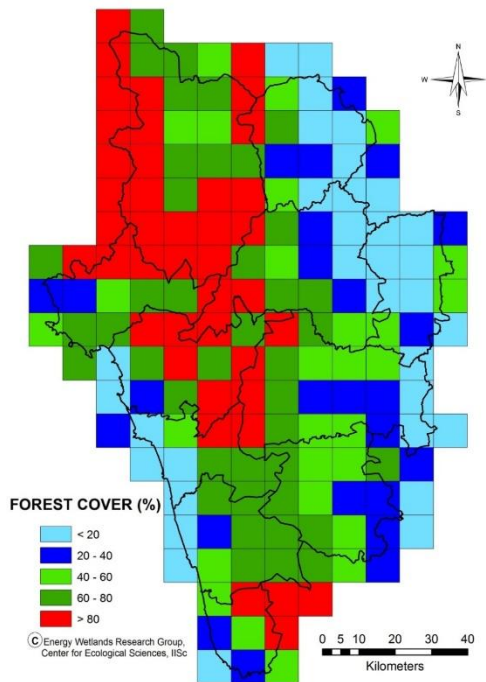 N
W E
S
FOREST COVER (%)
< 20
20 - 40
40 - 60
60 - 80
> 80
© Energy Wetlands Research Group,
Center for Ecological Sciences, IISc
0 5 10 20 30 40
Kilometers